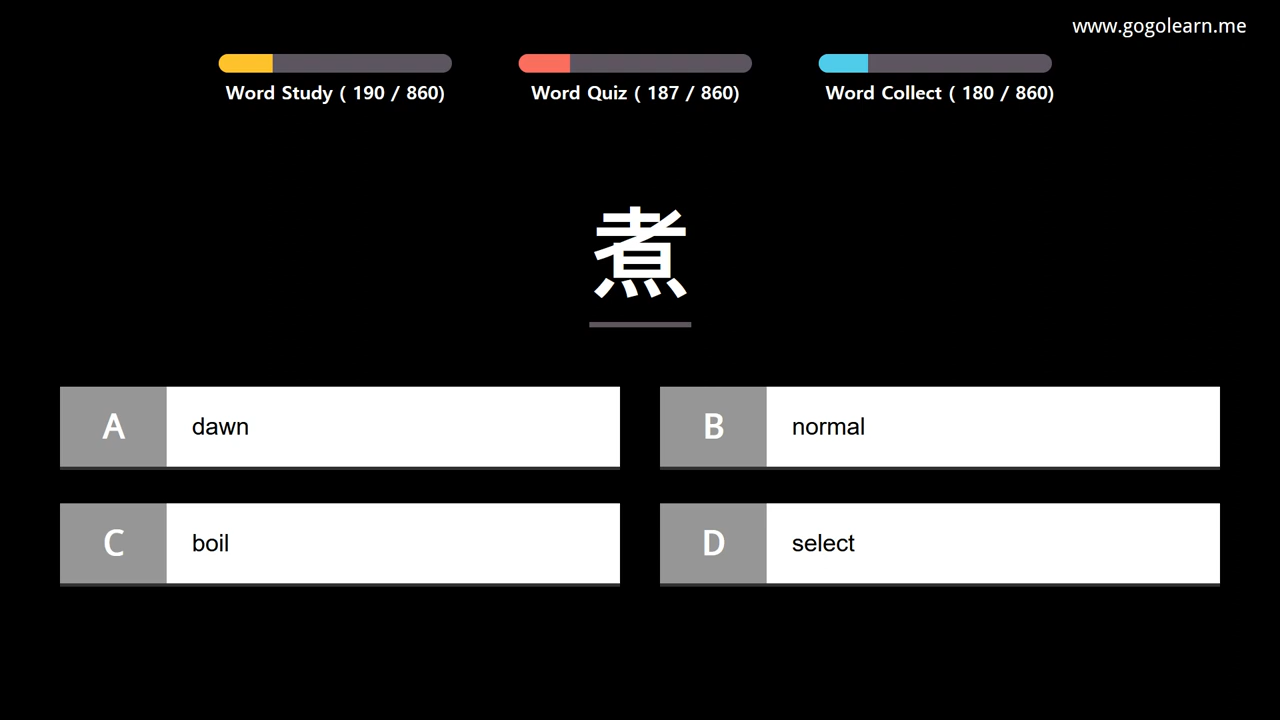 www.gogolearn.me
Word Study ( 190 / 860)
Word Quiz ( 187 / 860)
Word Collect ( 180 / 860)
煮
A dawn
B normal
C boil
D select